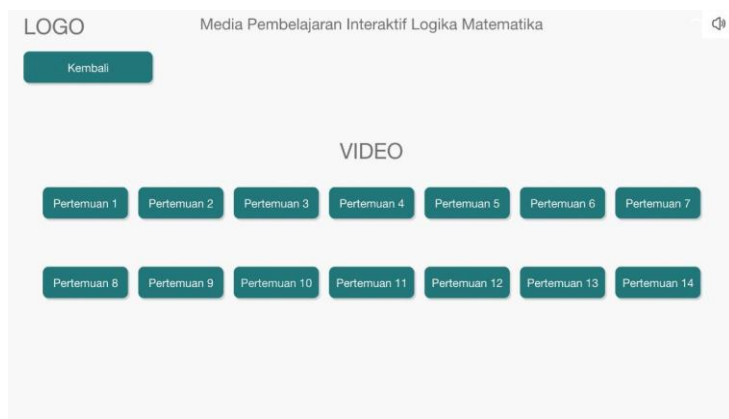 LOGO Media Pembelajaran Interaktif Logika Matematika
Kembali
VIDEO
Pertemuan 1 Pertemuan 2 Pertemuan 3 Pertemuan 4 Pertemuan 5 Pertemuan 6 Pertemuan 7
Pertemuan 8 Pertemuan 9 Pertemuan 10 Pertemuan 11 Pertemuan 12 Pertemuan 13 Pertemuan 14